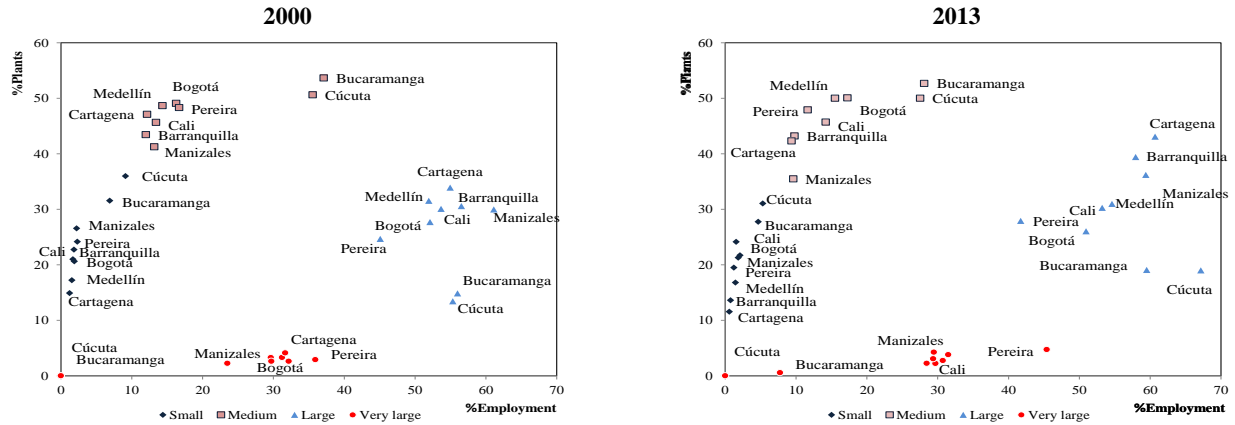 2000
%Plants
60
50
40
30
20
10
0
0 10 20 30 40 50 60 70
%Employment
Bogotá
Medellín
Bucaramanga
Cúcuta
Cartagena
Pereira
Cali
Barranquilla
Manizales
Cúcuta
Bucaramanga
Manizales
Pereira
Cali Barranquilla
Bogotá
Medellín
Cartagena
Cartagena
Medellín Barranquilla
Bogotá Cali Manizales
Pereira
Bucaramanga
Cúcuta
Cartagena
Cúcuta
Bucaramanga Manizales Pereira
Bogotá
Small Medium Large Very large
2013
%Plants
60
50
40
30
20
10
0
0 10 20 30 40 50 60 70
%Employment
Medellín Bucaramanga
Cúcuta
Pereira Bogotá
Cali
Barranquilla
Cartagena
Manizales
Cúcuta
Bucaramanga
Cali
Bogotá
Manizales
Pereira
Medellín
Barranquilla
Cartagena
Cartagena
Barranquilla
Manizales
Cali Medellín
Pereira
Bogotá
Bucaramanga
Cúcuta
Manizales
Cúcuta Pereira
Bucaramanga Cali
Small Medium Large Very large